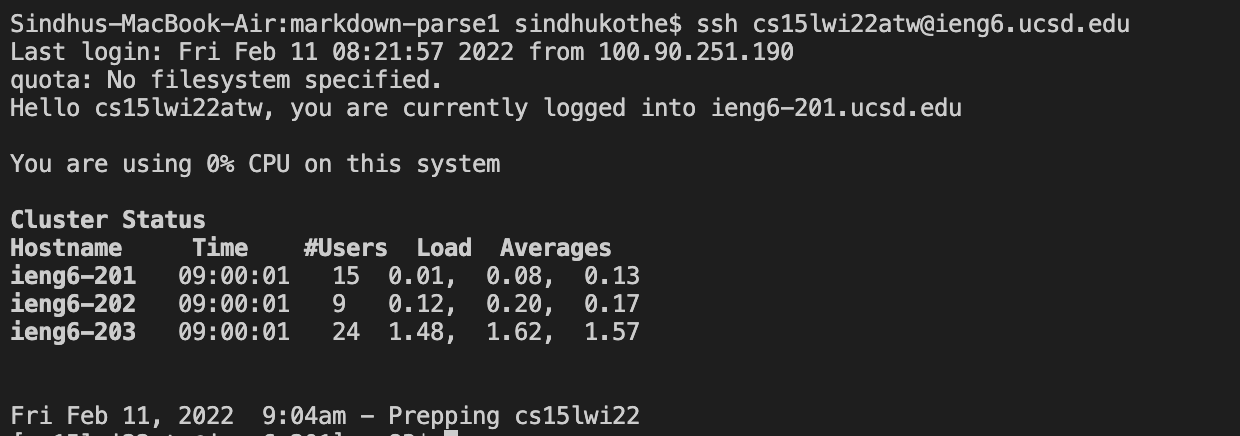 Sindhus-MacBook-Air:markdown-parse1 sindhukothe$ ssh cs15lwi22atw@ieng6.ucsd.edu
Last login: Fri Feb 11 08:21:57 2022 from 100.90.251.190
quota: No filesystem specified.
Hello cs15lwi22atw, you are currently logged into ieng6-201.ucsd.edu
You are using 0% CPU on this system
Cluster Status
Hostname     Time    #Users  Load  Averages
ieng6-201   09:00:01   15  0.01,  0.08,  0.13
ieng6-202   09:00:01   9   0.12,  0.20,  0.17
ieng6-203   09:00:01   24  1.48,  1.62,  1.57
Fri Feb 11, 2022  9:04am - Prepping cs15lwi22